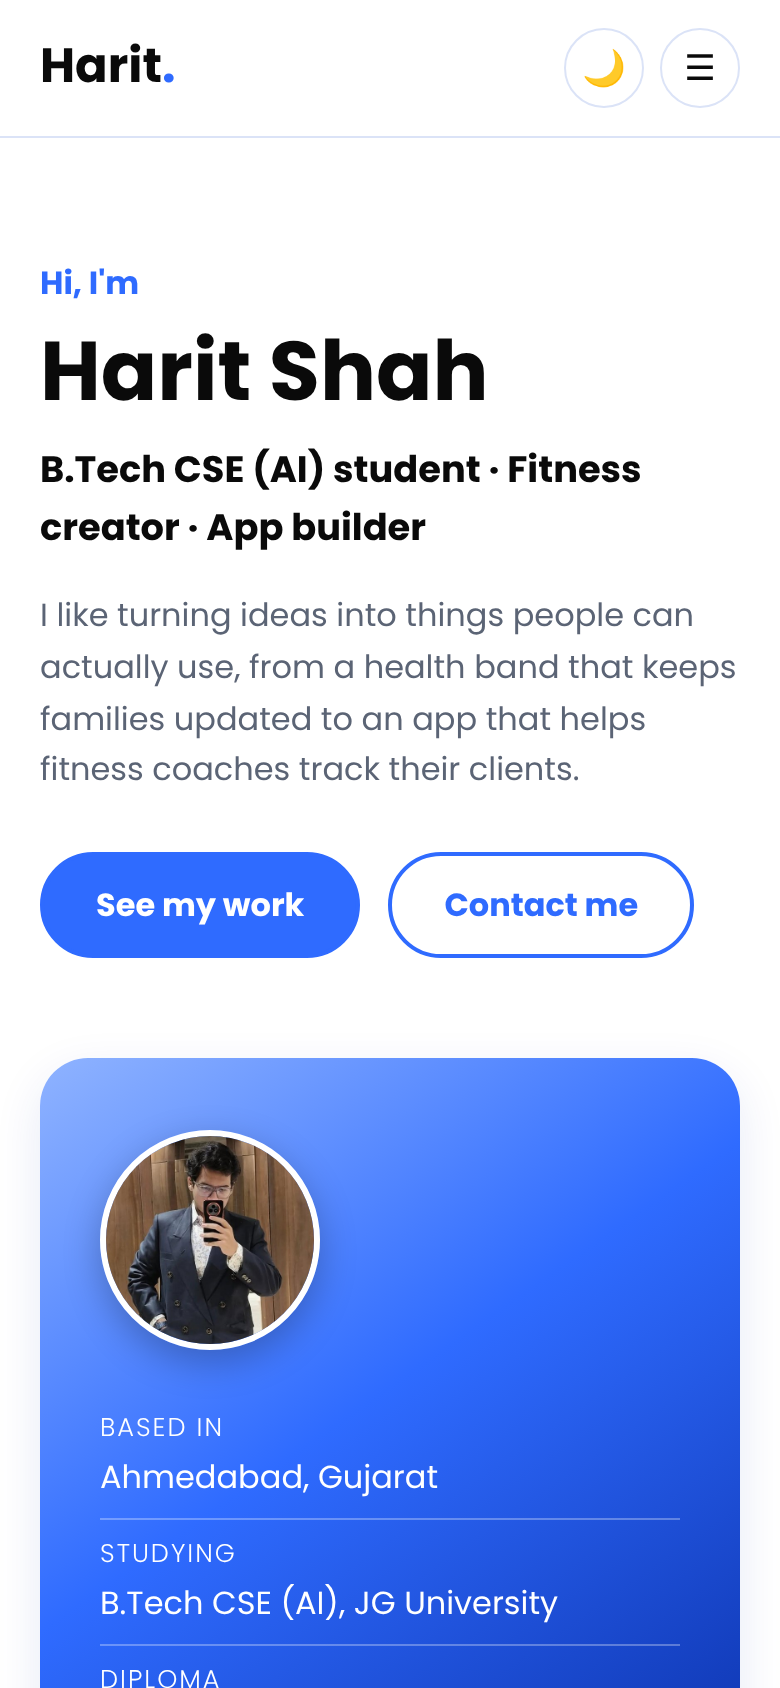 Harit.
Hi, I'm
Harit Shah
B.Tech CSE (AI) student · Fitness
creator · App builder
I like turning ideas into things people can
actually use, from a health band that keeps
families updated to an app that helps
fitness coaches track their clients.
See my work
Contact me
BASED IN
Ahmedabad, Gujarat
STUDYING
B.Tech CSE (AI), JG University
DIPLOMA